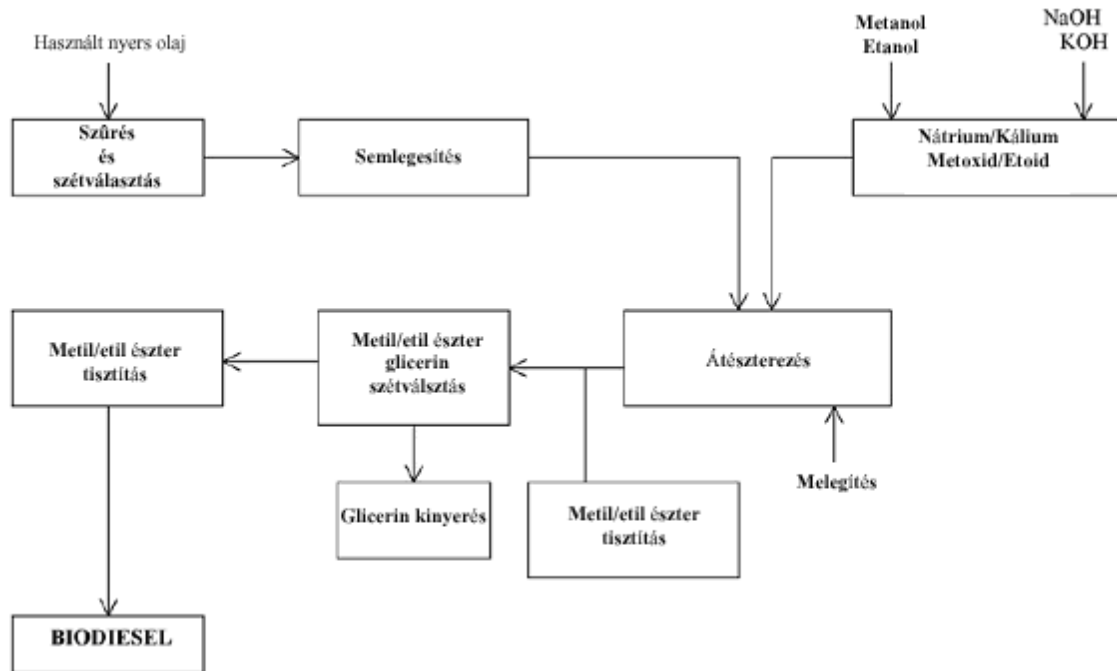 Használt nyers olaj
Metanol
Etanol
NaOH
KOH
Szûrés
és
szétválasztás
Semlegesítés
Nátrium/Kálium
Metoxid/Etoid
Metil/etil észter
tisztítás
Metil/etil észter
glicerin
szétválsztás
Átészterezés
Melegítés
Glicerin kinyerés
Metil/etil észter
tisztítás
BIODIESEL